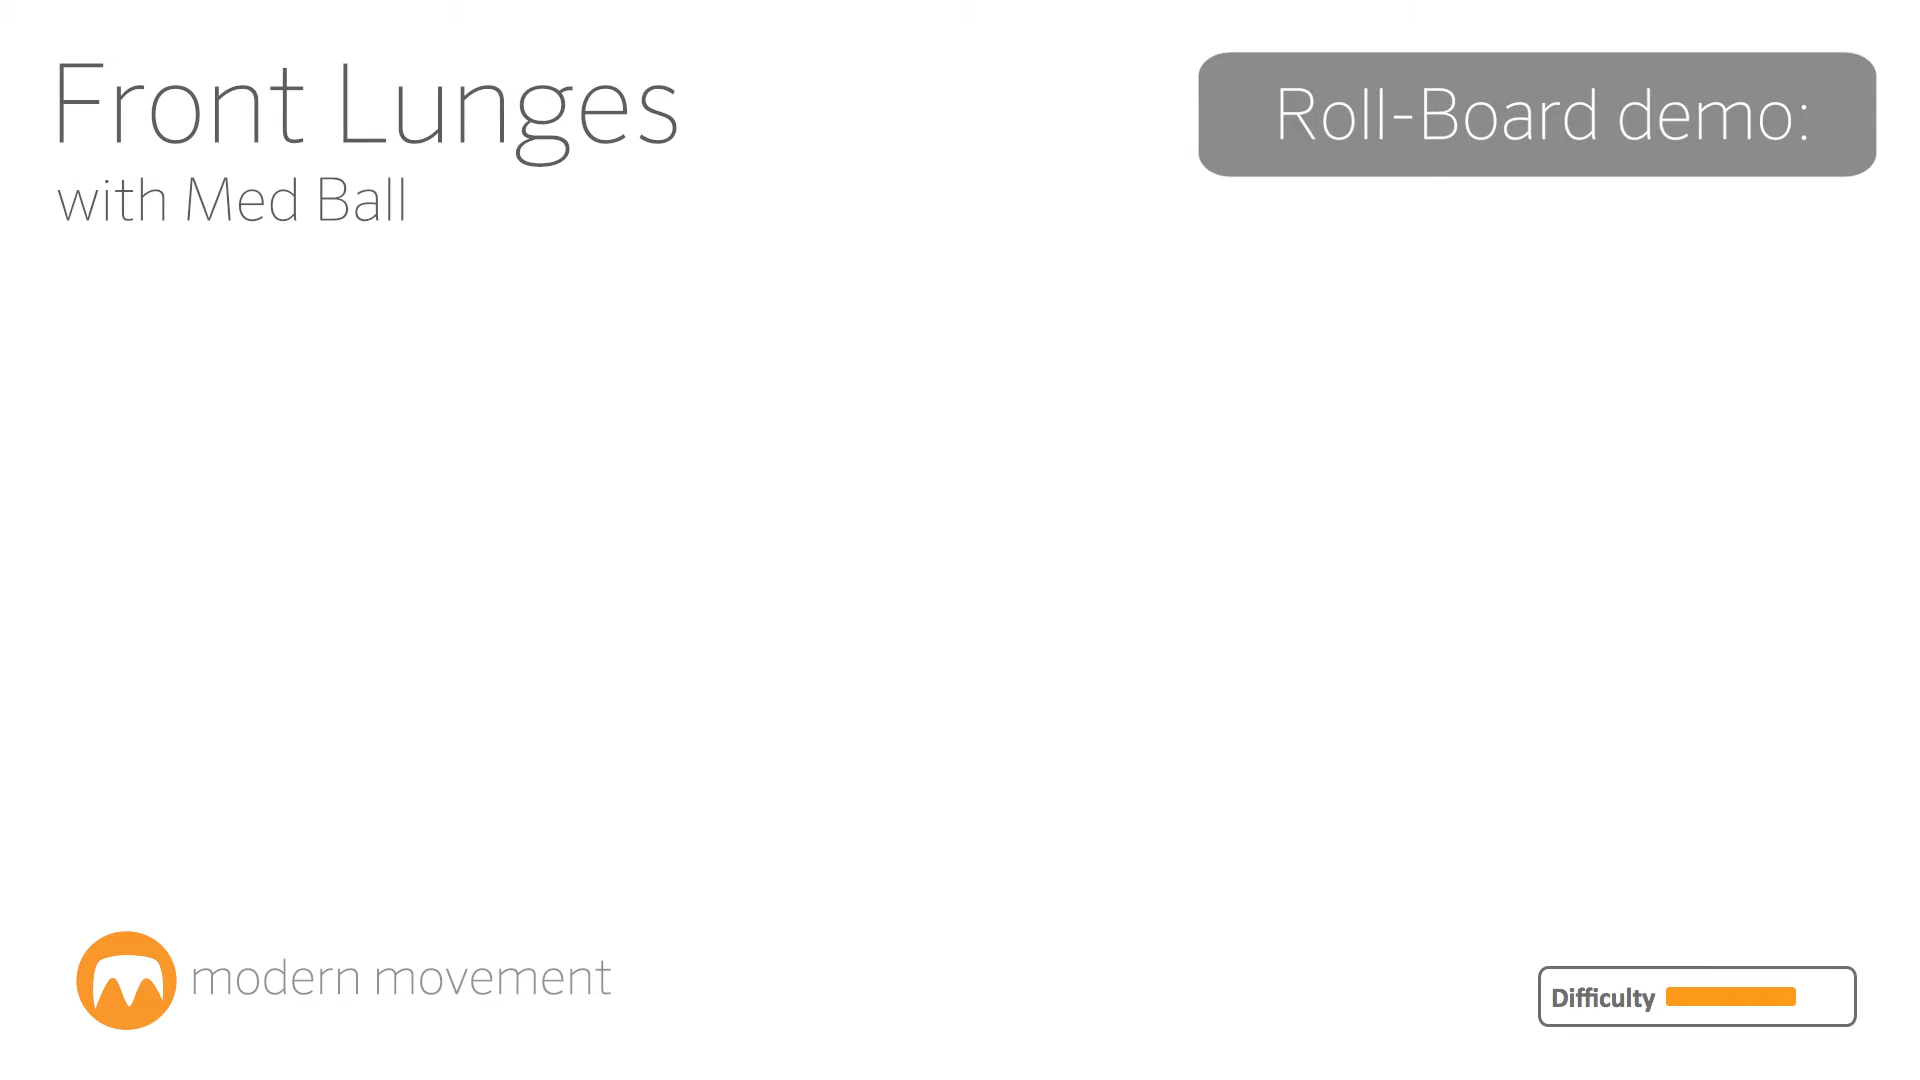 Front Lunges
with Med Ball
Roll-Board demo:
modern movement
Difficulty